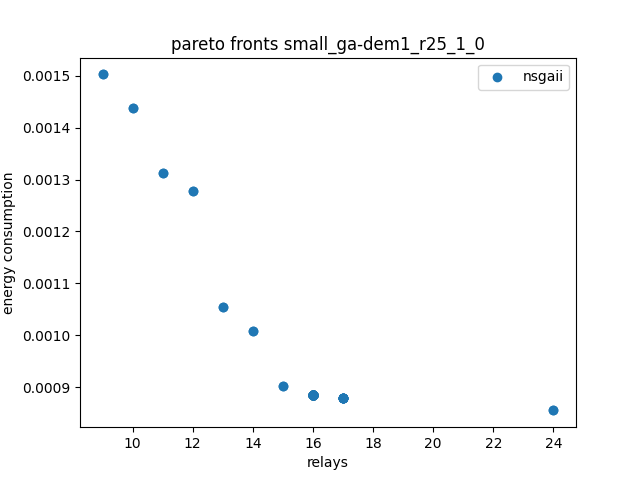 pareto fronts small_ga-dem1_r25_1_0
nsgaii
0.0015
0.0014
0.0013
0.0012
0.0011
0.0010
0.0009
energy consumption
10 12 14 16 18 20 22 24
relays